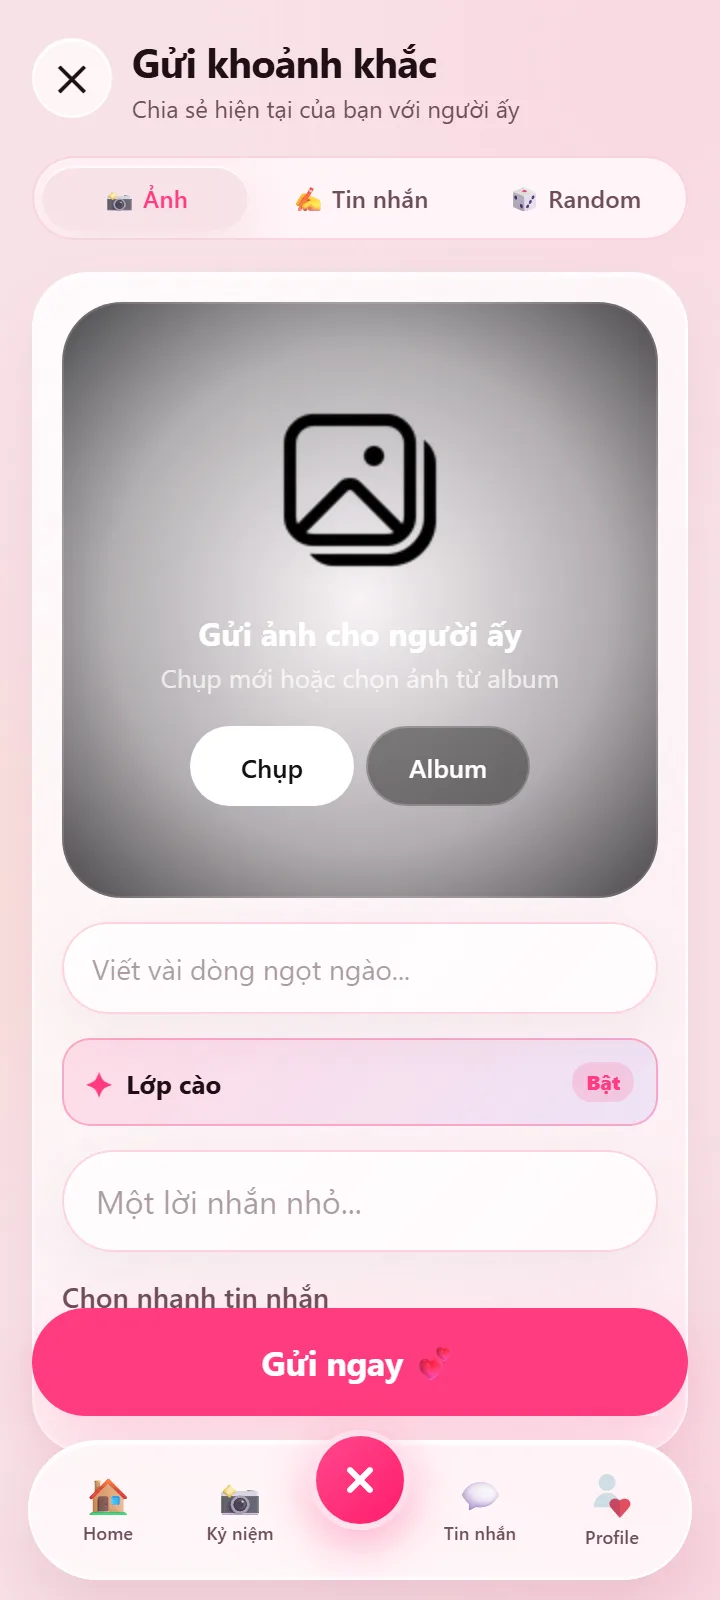 Gửi khoảnh khắc
Chia sẻ hiện tại của bạn với người ấy
Ảnh
Tin nhắn
Random
Gửi ảnh cho người ấy
Chụp mới hoặc chọn ảnh từ album
Chụp
Album
Viết vài dòng ngọt ngào...
Lớp cào
Bật
Một lời nhắn nhỏ...
Chọn nhanh tin nhắn
Gửi ngay
Home
Kỷ niệm
Tin nhắn
Profile